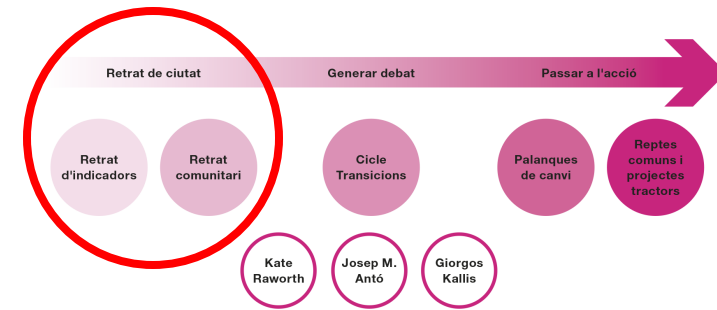 Retrat de ciutat
Generar debat
Passar a l'acció
Retrat
d'indicadors
Retrat
comunitari
Cicle
Transicions
Palanques
de canvi
Reptes
comuns i
projectes
tractors
Kate
Raworth
Josep M.
Antó
Giorgos
Kallis